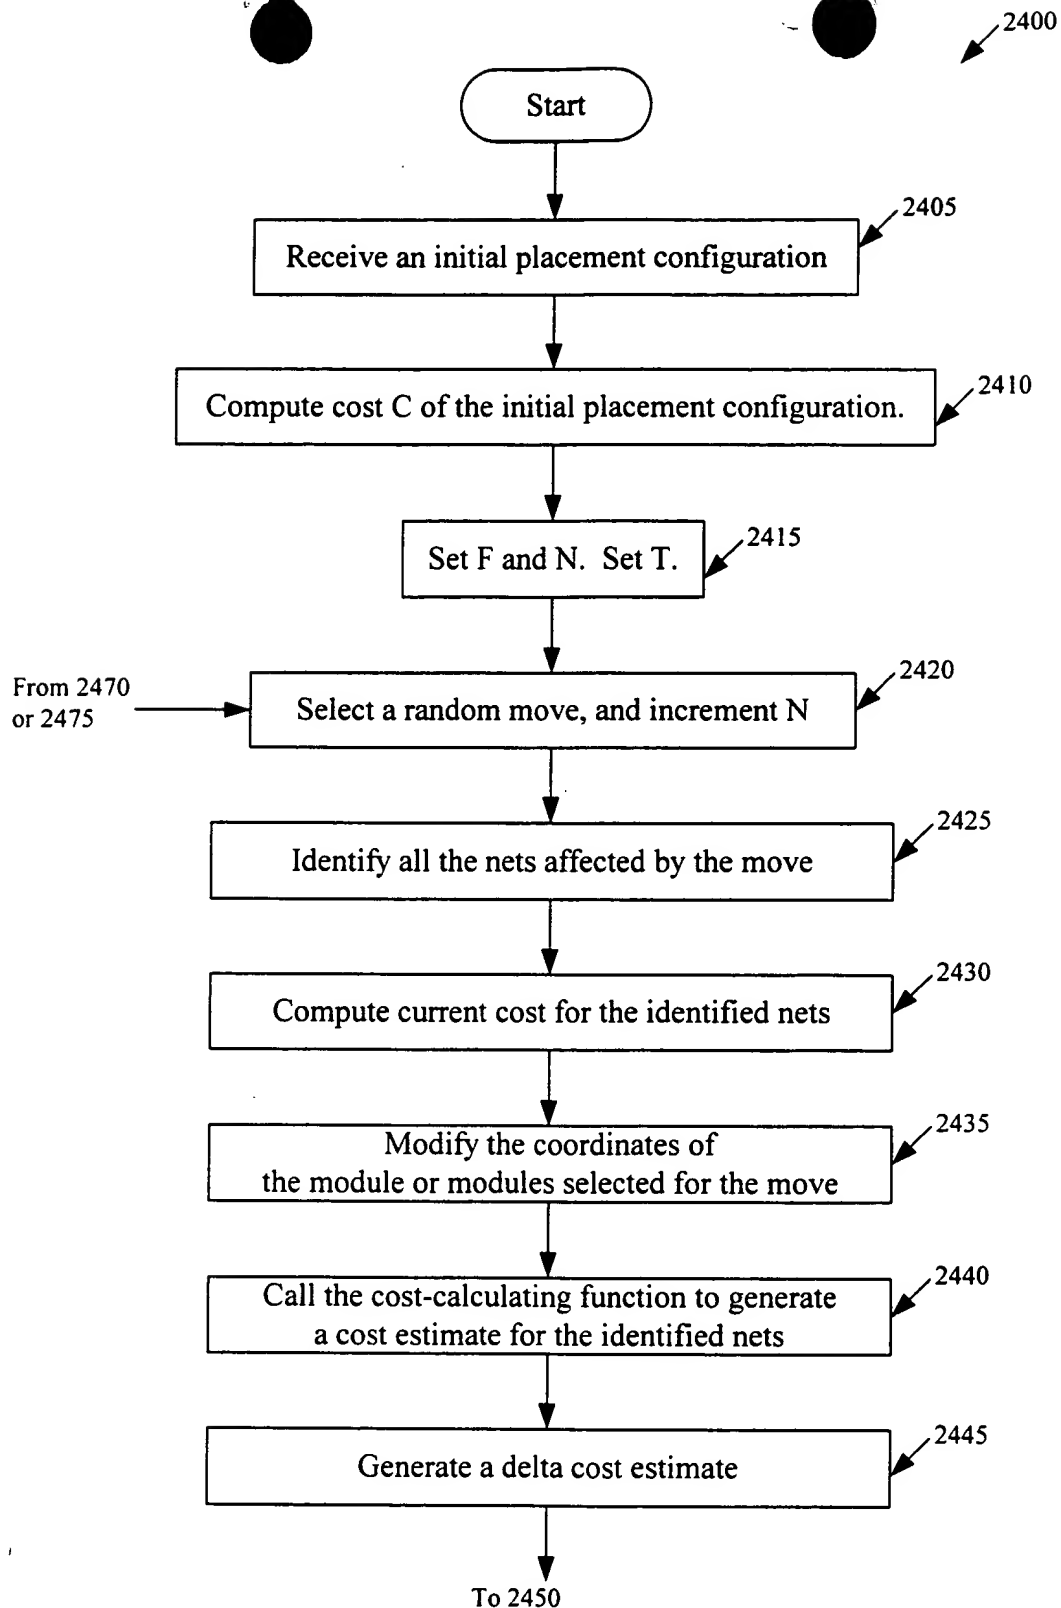 2400
Start
2405
Receive an initial placement configuration
2410
Compute cost C of the initial placement configuration.
2415
Set F and N.  Set T.
From 2470
or 2475
2420
Select a random move, and increment N
2425
Identify all the nets affected by the move
2430
Compute current cost for the identified nets
2435
Modify the coordinates of
the module or modules selected for the move
2440
Call the cost-calculating function to generate
a cost estimate for the identified nets
2445
Generate a delta cost estimate
To 2450